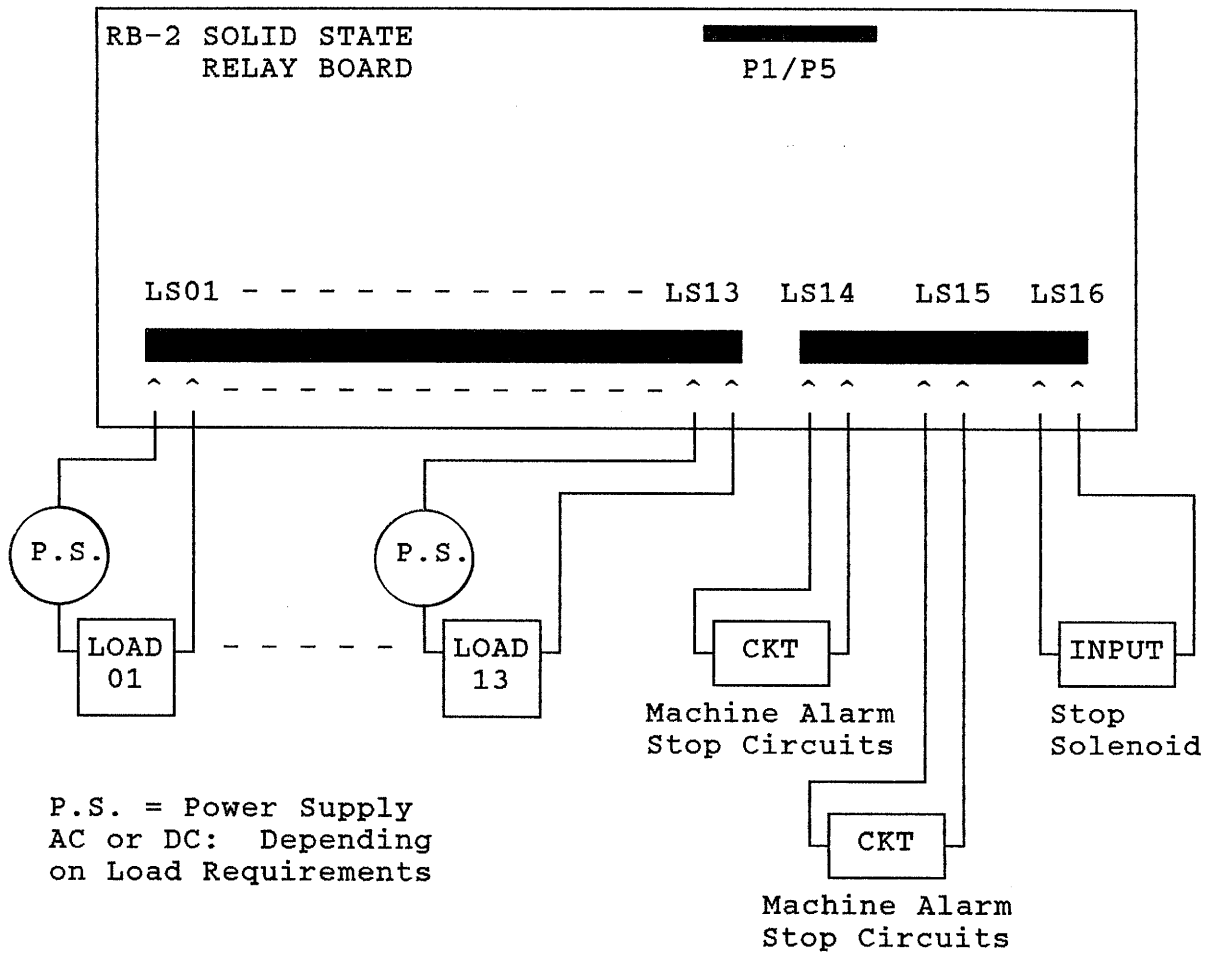 RB-2 SOLID STATE
RELAY BOARD
P1/P5
LS01 - - - - - - - - - - - LS13 LS14 LS15 LS16
^ ^ - - - - - - - - - - - - ^ ^ ^ ^ ^ ^ ^ ^
P.S. P.S.
LOAD
01
- - - - -
LOAD
13
CKT
INPUT
Machine Alarm
Stop Circuits
Stop
Solenoid
P.S. = Power Supply
AC or DC: Depending
on Load Requirements
CKT
Machine Alarm
Stop Circuits